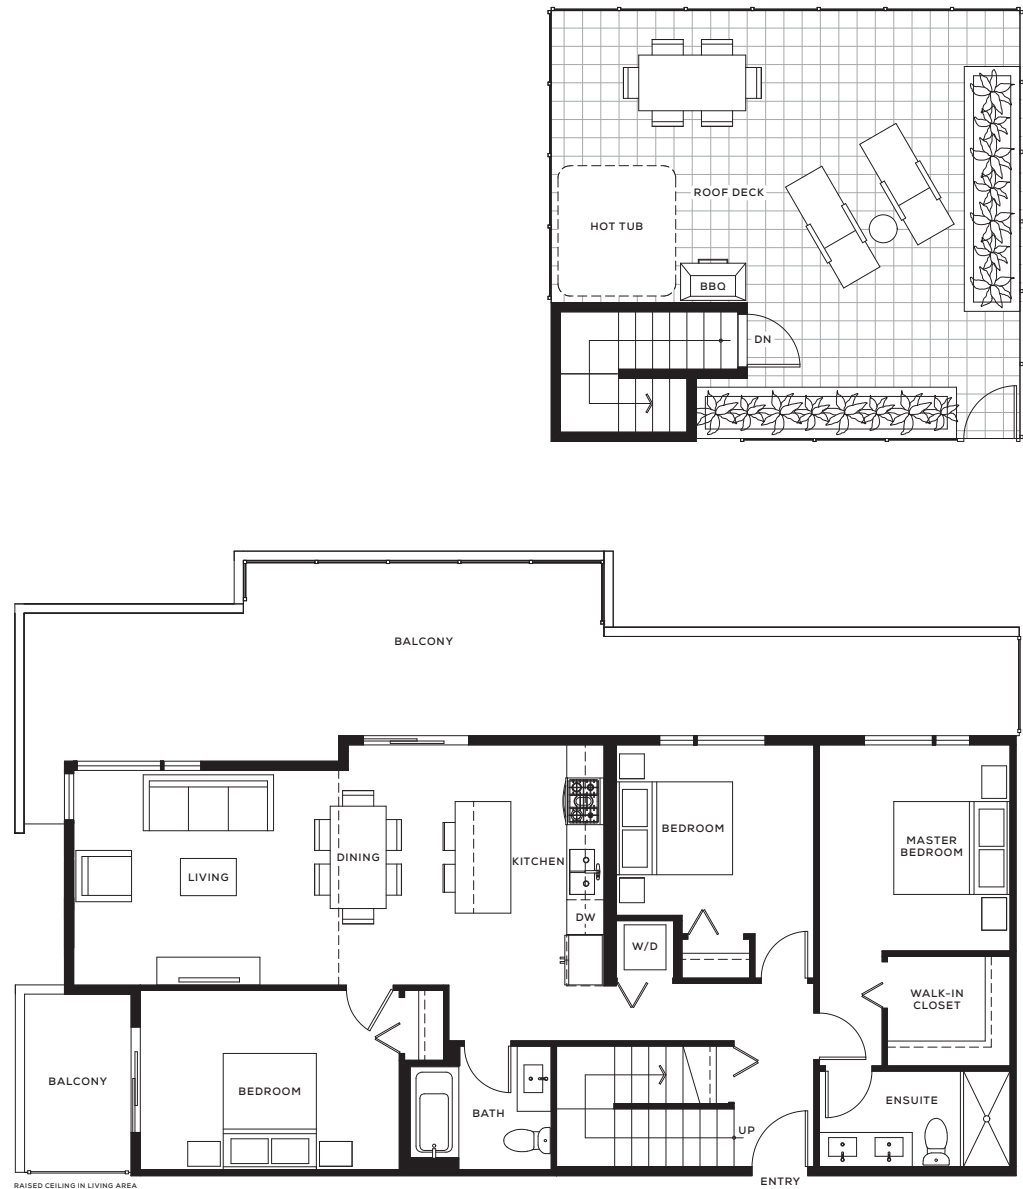 ROOF DECK
HOT TUB
BBQ
DN
BALCONY
BEDROOM
MASTER
BEDROOM
DINING
KITCHEN
LIVING
DW
W/D
WALK-IN
CLOSET
BALCONY
BEDROOM
BATH
ENSUITE
UP
ENTRY
RAISED CEILING IN LIVING AREA